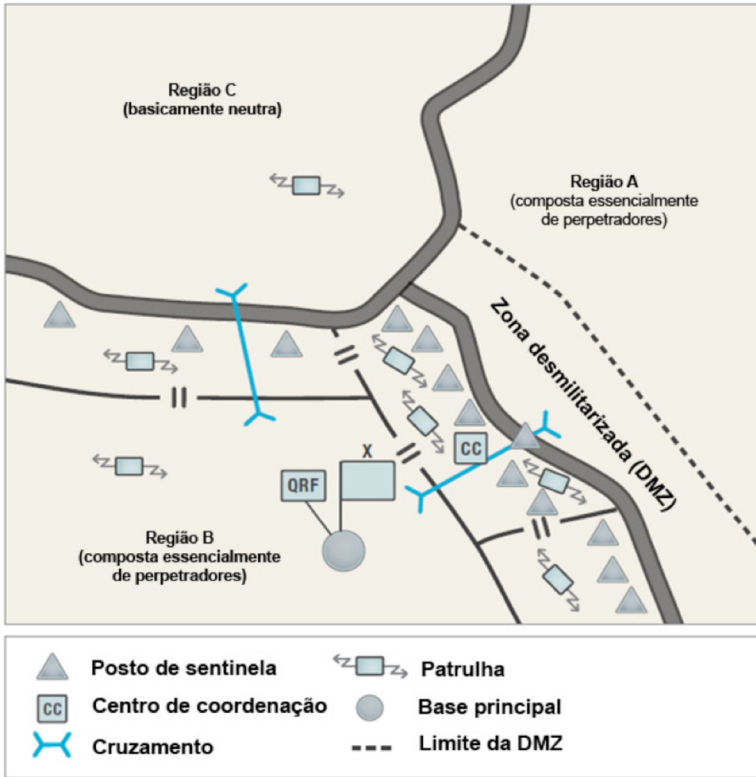 Região C
(basicamente neutra)
Região A
(composta essencialmente
de perpetradores)
Zona desmilitarizada (DMZ)
CC
X
QRF
Região B
(composta essencialmente
de perpetradores)
Posto de sentinela
Patrulha
CC
Centro de coordenação
Base principal
Cruzamento
Limite da DMZ